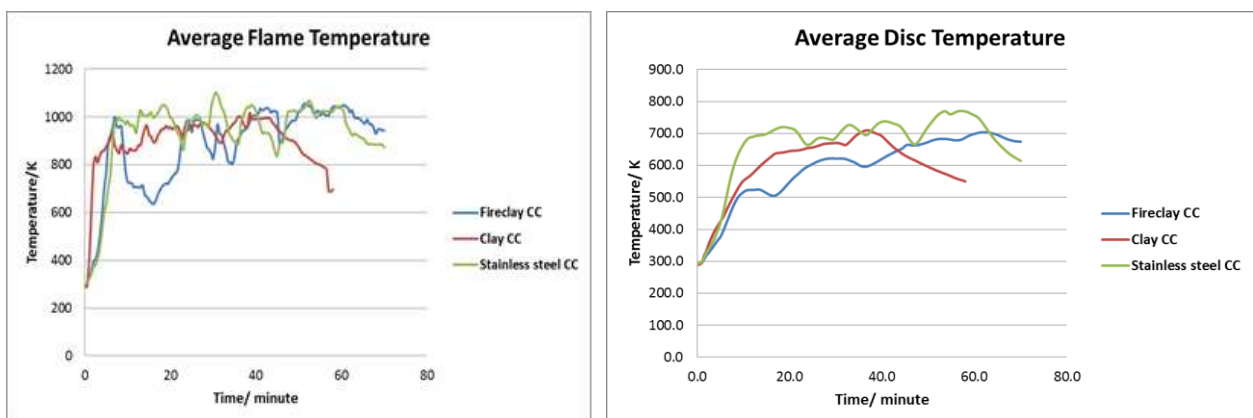 Average Flame Temperature
1200
1000
800
600
400
200
0
Temperature/K
0 20 40 60 80
Time/ minute
Fireclay CC
Clay CC
Stainless steel CC
Average Disc Temperature
900.0
800.0
700.0
600.0
500.0
400.0
300.0
200.0
100.0
0.0
Temperature/ K
0.0 20.0 40.0 60.0 80.0
Time/ minute
Fireclay CC
Clay CC
Stainless steel CC